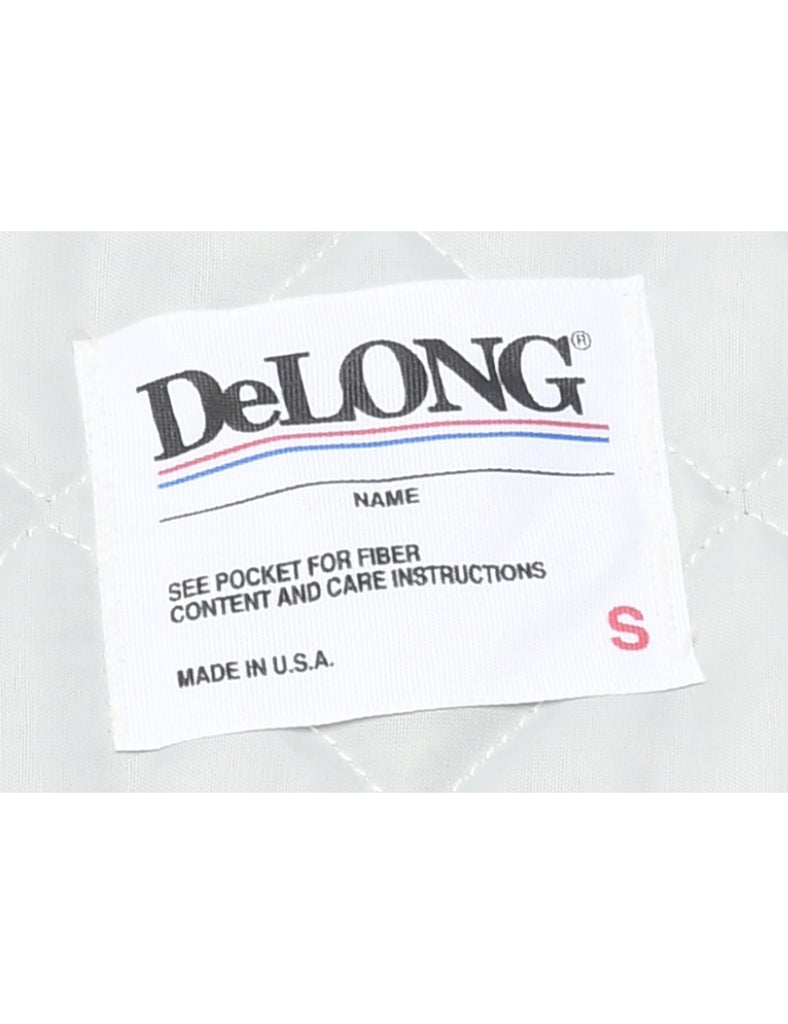 DeLONG®
NAME
SEE POCKET FOR FIBER
CONTENT AND CARE INSTRUCTIONS
S
MADE IN U.S.A.